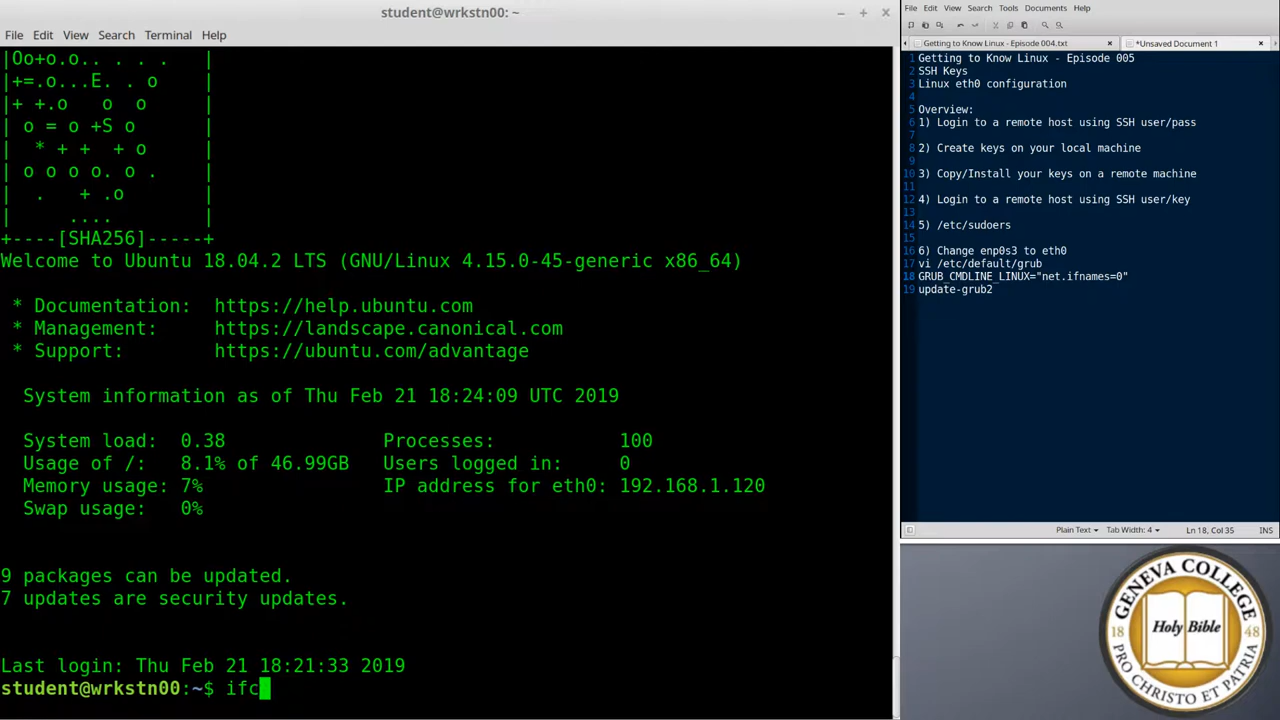 student@wrkstn00: ~
File Edit View Search Terminal Help
|Oo+o.o.. . . . |
|+=.o...E. . o |
|+ +.o o o |
| o = o +S o |
| * + + + o |
| o o o o. o . |
| . + .o |
| .... |
+----[SHA256]-----+
Welcome to Ubuntu 18.04.2 LTS (GNU/Linux 4.15.0-45-generic x86_64)
* Documentation: https://help.ubuntu.com
* Management: https://landscape.canonical.com
* Support: https://ubuntu.com/advantage
System information as of Thu Feb 21 18:24:09 UTC 2019
System load: 0.38 Processes: 100
Usage of /: 8.1% of 46.99GB Users logged in: 0
Memory usage: 7% IP address for eth0: 192.168.1.120
Swap usage: 0%
9 packages can be updated.
7 updates are security updates.
Last login: Thu Feb 21 18:21:33 2019
student@wrkstn00:~$ ifc
File Edit View Search Tools Documents Help
Getting to Know Linux - Episode 004.txt × *Unsaved Document 1 ×
1 Getting to Know Linux - Episode 005
2 SSH Keys
3 Linux eth0 configuration
4
5 Overview:
6 1) Login to a remote host using SSH user/pass
7
8 2) Create keys on your local machine
9
10 3) Copy/Install your keys on a remote machine
11
12 4) Login to a remote host using SSH user/key
13
14 5) /etc/sudoers
15
16 6) Change enp0s3 to eth0
17 vi /etc/default/grub
18 GRUB_CMDLINE_LINUX="net.ifnames=0"
19 update-grub2
Plain Text Tab Width: 4 Ln 18, Col 35 INS
GENEVA COLLEGE
18 Holy Bible 48
PRO CHRISTO ET PATRIA